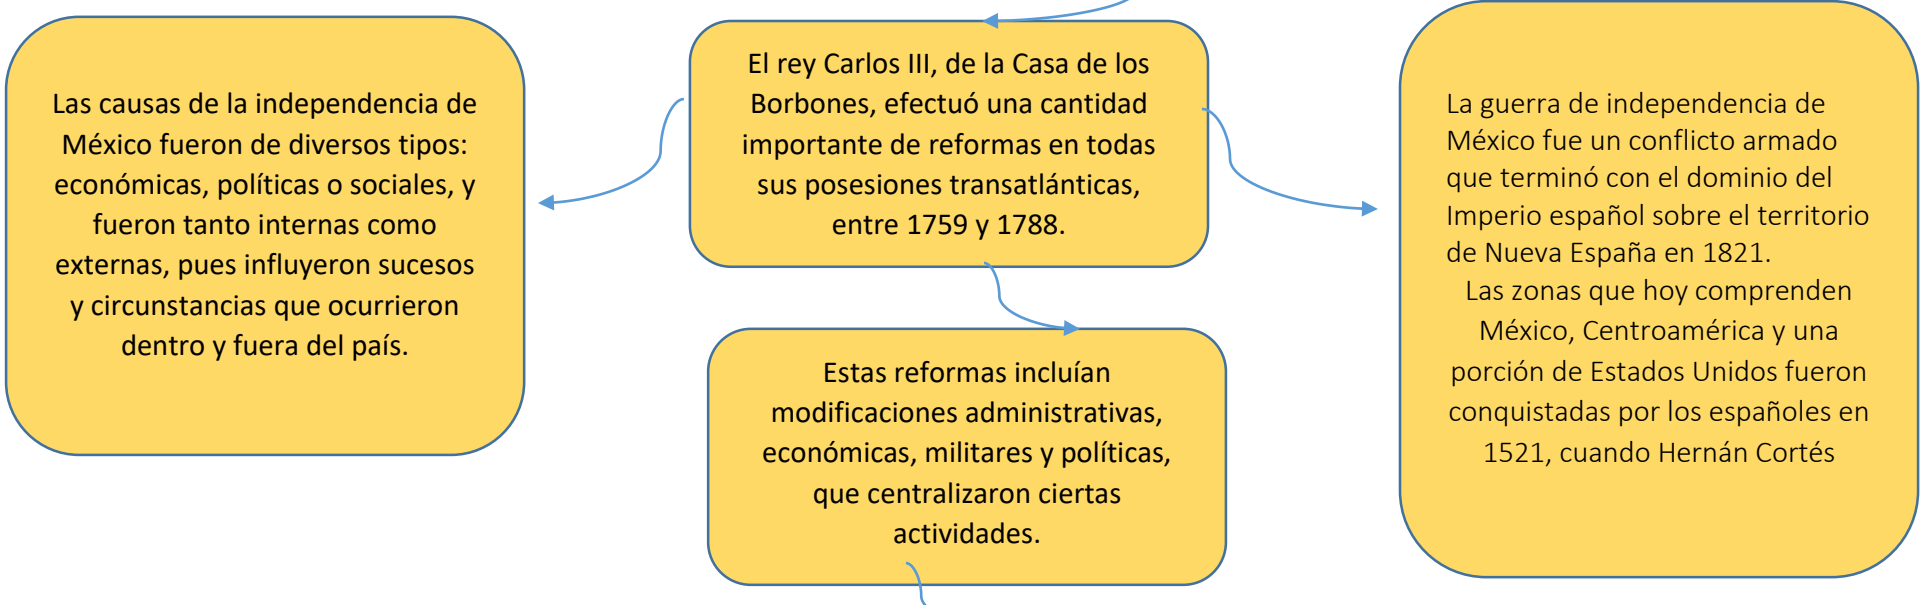 Las causas de la independencia de
México fueron de diversos tipos:
económicas, políticas o sociales, y
fueron tanto internas como
externas, pues influyeron sucesos
y circunstancias que ocurrieron
dentro y fuera del país.
El rey Carlos III, de la Casa de los
Borbones, efectuó una cantidad
importante de reformas en todas
sus posesiones transatlánticas,
entre 1759 y 1788.
Estas reformas incluían
modificaciones administrativas,
económicas, militares y políticas,
que centralizaron ciertas
actividades.
La guerra de independencia de
México fue un conflicto armado
que terminó con el dominio del
Imperio español sobre el territorio
de Nueva España en 1821.
Las zonas que hoy comprenden
México, Centroamérica y una
porción de Estados Unidos fueron
conquistadas por los españoles en
1521, cuando Hernán Cortés